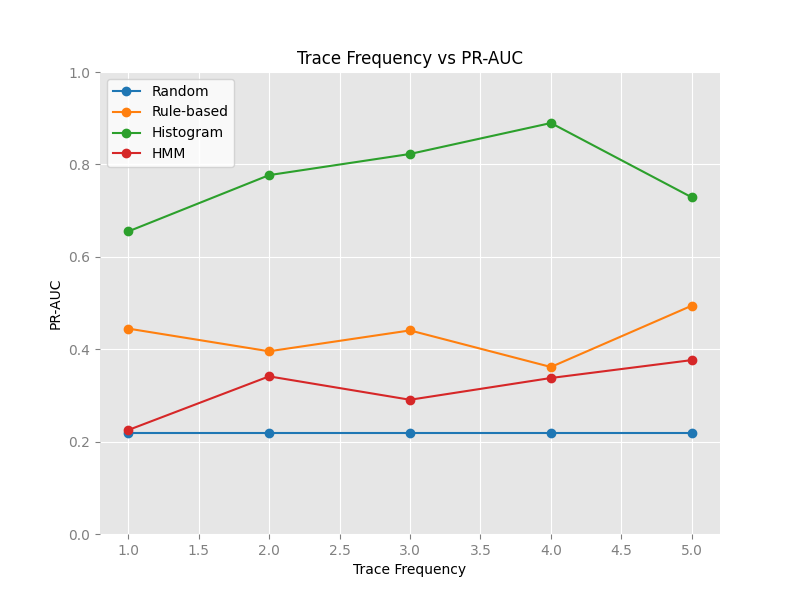 Trace Frequency vs PR-AUC
Random
Rule-based
Histogram
HMM
PR-AUC
1.0
0.8
0.6
0.4
0.2
0.0
1.0 1.5 2.0 2.5 3.0 3.5 4.0 4.5 5.0
Trace Frequency